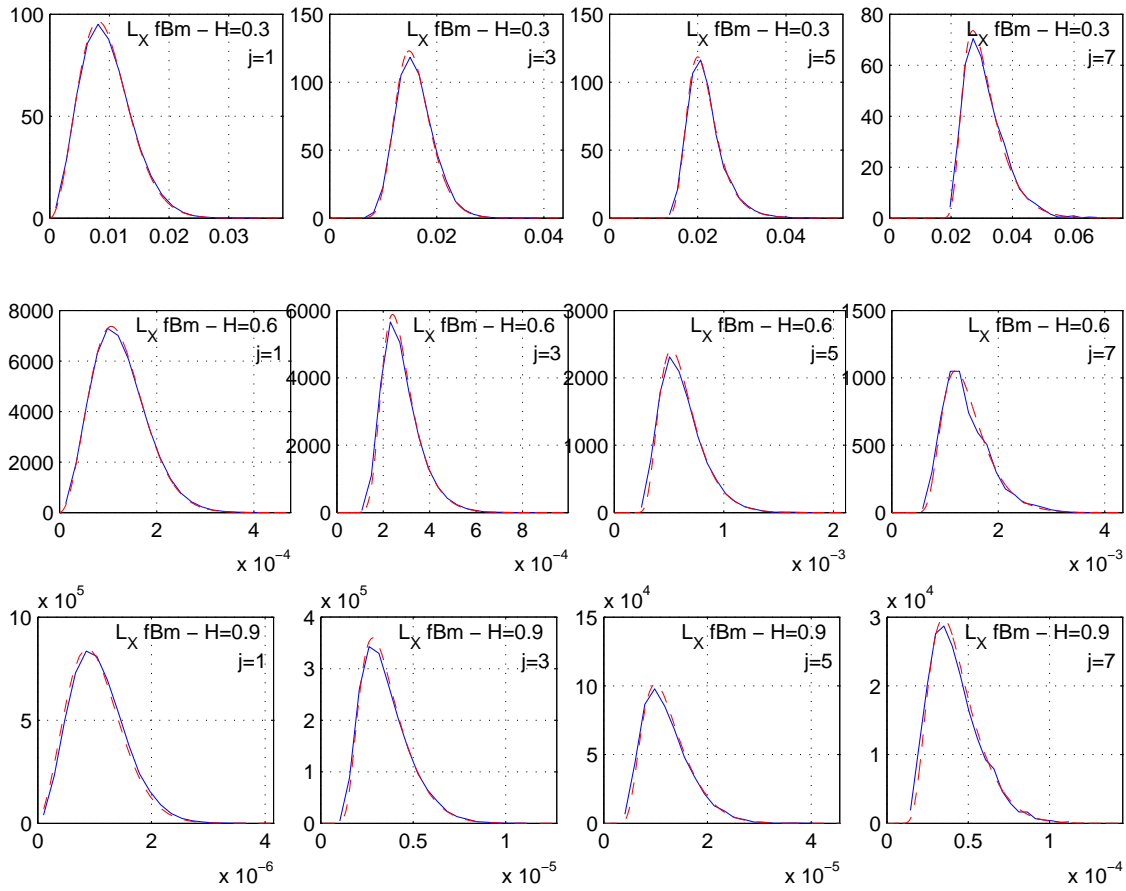 L_X fBm − H=0.3
j=1
100
50
0
0 0.01 0.02 0.03
L_X fBm − H=0.3
j=3
150
100
50
0
0 0.02 0.04
L_X fBm − H=0.3
j=5
150
100
50
0
0 0.02 0.04
L_X fBm − H=0.3
j=7
80
60
40
20
0
0 0.02 0.04 0.06
L_X fBm − H=0.6
j=1
8000
6000
4000
2000
0
0 2 4
x 10^−4
L_X fBm − H=0.6
j=3
6000
4000
2000
0
0 2 4 6 8
x 10^−4
L_X fBm − H=0.6
j=5
3000
2000
1000
0
0 1 2
x 10^−3
L_X fBm − H=0.6
j=7
1500
1000
500
0
0 1 2 3 4
x 10^−3
x 10^5
L_X fBm − H=0.9
j=1
10
5
0
0 2 4
x 10^−6
x 10^5
L_X fBm − H=0.9
j=3
4
3
2
1
0
0 0.5 1
x 10^−5
x 10^4
L_X fBm − H=0.9
j=5
15
10
5
0
0 2 4
x 10^−5
x 10^4
L_X fBm − H=0.9
j=7
3
2
1
0
0 0.5 1
x 10^−4